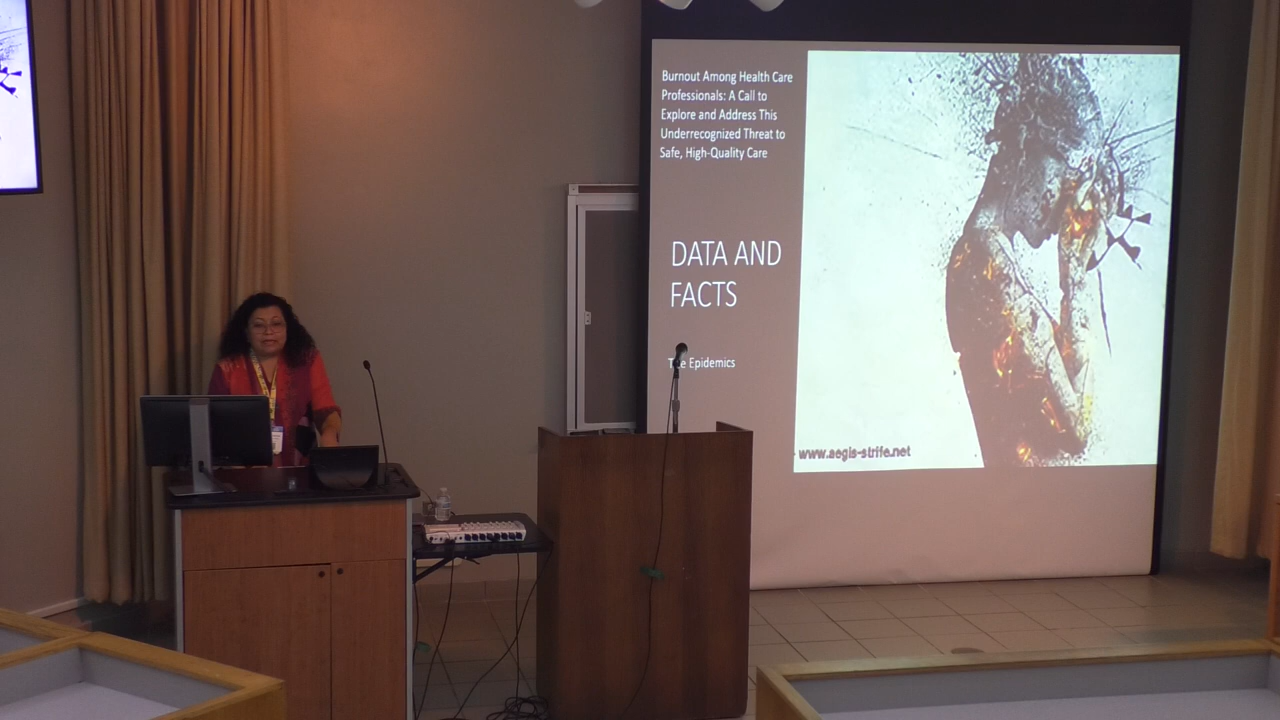 Burnout Among Health Care
Professionals: A Call to
Explore and Address This
Underrecognized Threat to
Safe, High-Quality Care
DATA AND
FACTS
The Epidemics
www.aegis-strife.net